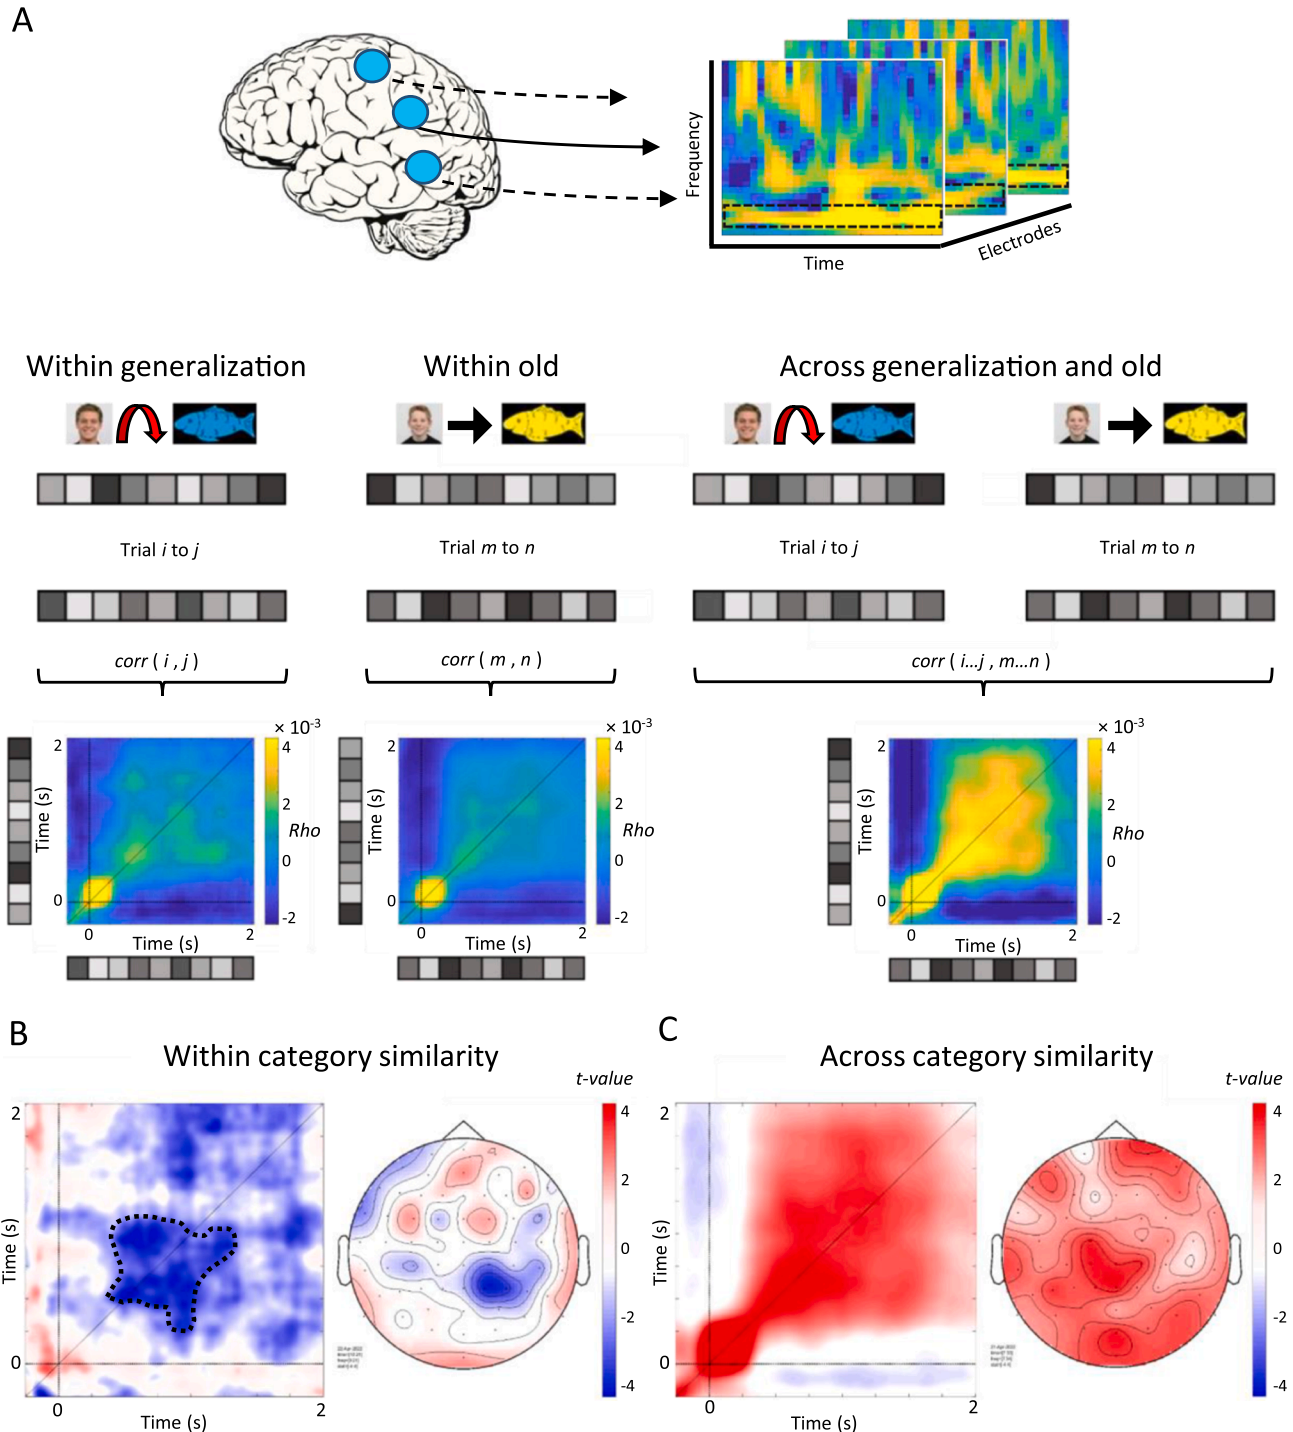 A
Frequency
Time
Electrodes
Within generalization
Within old
Across generalization and old
Trial i to j
Trial m to n
Trial i to j
Trial m to n
corr ( i , j )
corr ( m , n )
corr ( i...j , m...n )
× 10-3
× 10-3
× 10-3
2
4
2
4
2
4
2
2
2
Time (s)
Rho
Time (s)
Rho
Time (s)
Rho
0
0
0
0
-2
0
-2
0
-2
0
2
0
2
0
2
Time (s)
Time (s)
Time (s)
B
Within category similarity
t-value
2
4
2
0
-2
-4
Time (s)
0
0
2
Time (s)
C
Across category similarity
t-value
2
4
2
0
-2
-4
Time (s)
0
0
2
Time (s)